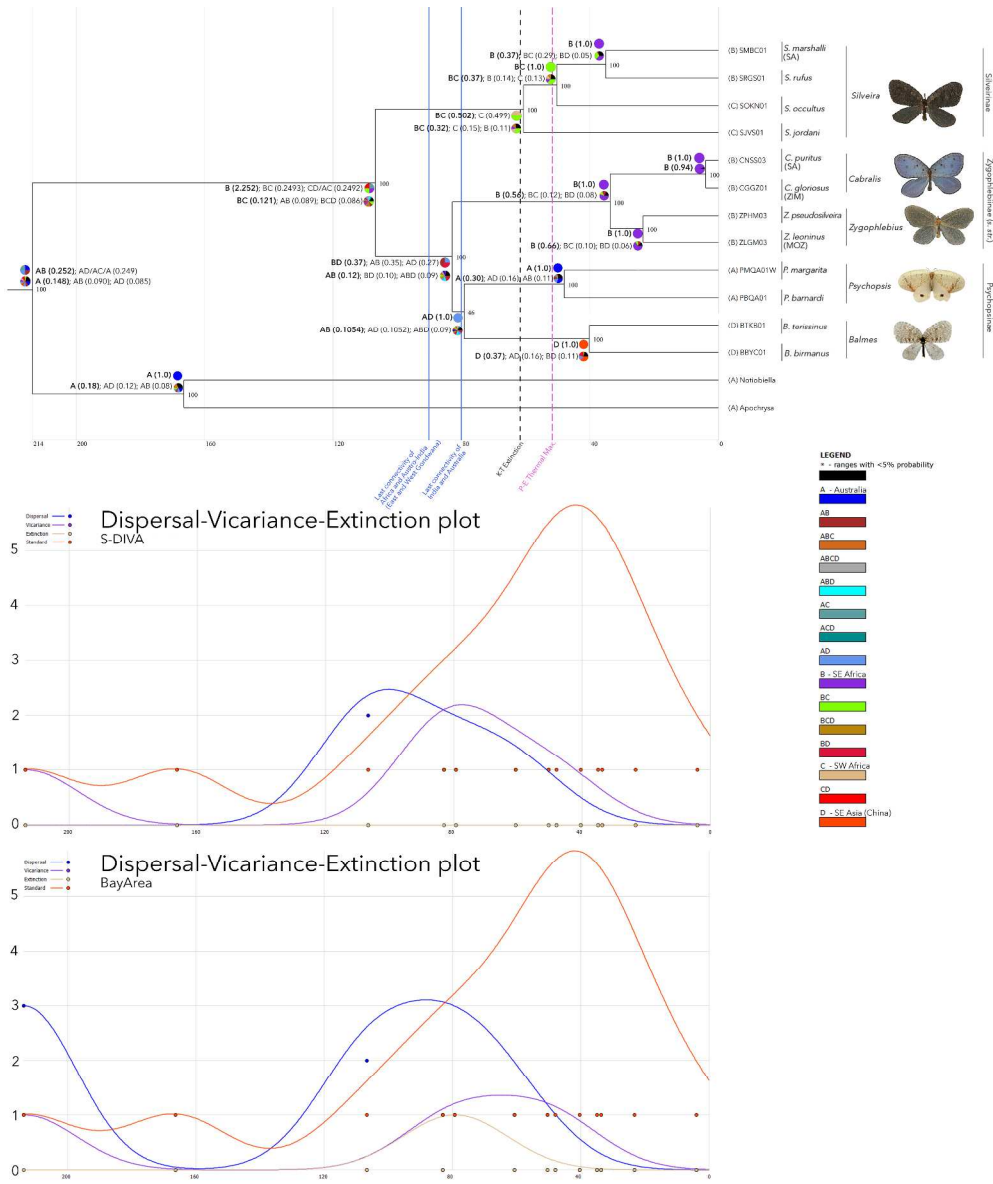 B (1.0)
B (0.37); BC (0.29); BD (0.05)
BC (1.0)
BC (0.37); B (0.14); C (0.13)
100
100
100
BC (0.502); C (0.499)
BC (0.32); C (0.15); B (0.11)
(B) SMBC01
S. marshalli
(SA)
(B) SRGS01
S. rufus
(C) SOKN01
S. occultus
(C) SJVS01
S. jordani
Silveira
Silveirinae
B (1.0)
B (0.94)
100
B(1.0)
B (0.56); BC (0.12); BD (0.08)
100
B (1.0)
B (0.66); BC (0.10); BD (0.06)
100
(B) CNSS03
C. puritus
(SA)
(B) CGGZ01
C. gloriosus
(ZIM)
Cabralis
(B) ZPHM03
Z. pseudosilveira
(B) ZLGM03
Z. leoninus
(MOZ)
Zygophlebius
Zygophlebiinae (s. str.)
B (2.252); BC (0.2493); CD/AC (0.2492)
BC (0.121); AB (0.089); BCD (0.086)
100
BD (0.37); AB (0.35); AD (0.27)
AB (0.12); BD (0.10); ABD (0.09)
100
A (1.0)
A (0.30); AD (0.16); AB (0.11)
100
(A) PMQA01W
P. margarita
(A) PBQA01
P. barnardi
Psychopsis
Psychopsinae
AB (0.252); AD/AC/A (0.249)
A (0.148); AB (0.090); AD (0.085)
100
AD (1.0)
AB (0.1054); AD (0.1052); ABD (0.09)
46
D (1.0)
D (0.37); AD (0.16); BD (0.11)
100
(D) BTKB01
B. terissinus
(D) BBYC01
B. birmanus
Balmes
A (1.0)
A (0.18); AD (0.12); AB (0.08)
100
(A) Notiobiella
(A) Apochrysa
214 200 160 120 80 40 0
Last connectivity of
Africa and Austro-India
(East and West Gondwana)
Last connectivity of
India and Australia
K-T Extinction
P-E Thermal Max.
LEGEND
* - ranges with <5% probability
A - Australia
AB
ABC
ABCD
ABD
AC
ACD
AD
B - SE Africa
BC
BCD
BD
C - SW Africa
CD
D - SE Asia (China)
Dispersal
Vicariance
Extinction
Standard
Dispersal-Vicariance-Extinction plot
S-DIVA
5
4
3
2
1
0
200 160 120 80 40 0
Dispersal
Vicariance
Extinction
Standard
Dispersal-Vicariance-Extinction plot
BayArea
5
4
3
2
1
0
200 160 120 80 40 0